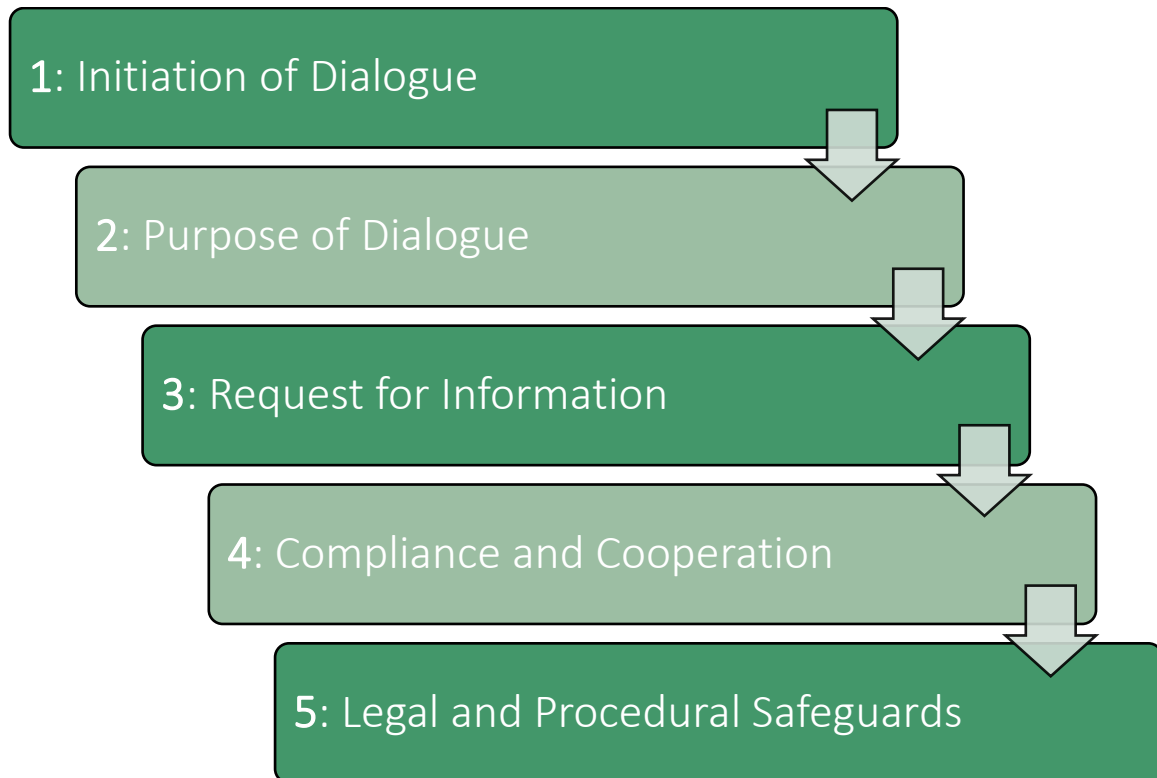 1: Initiation of Dialogue
2: Purpose of Dialogue
3: Request for Information
4: Compliance and Cooperation
5: Legal and Procedural Safeguards